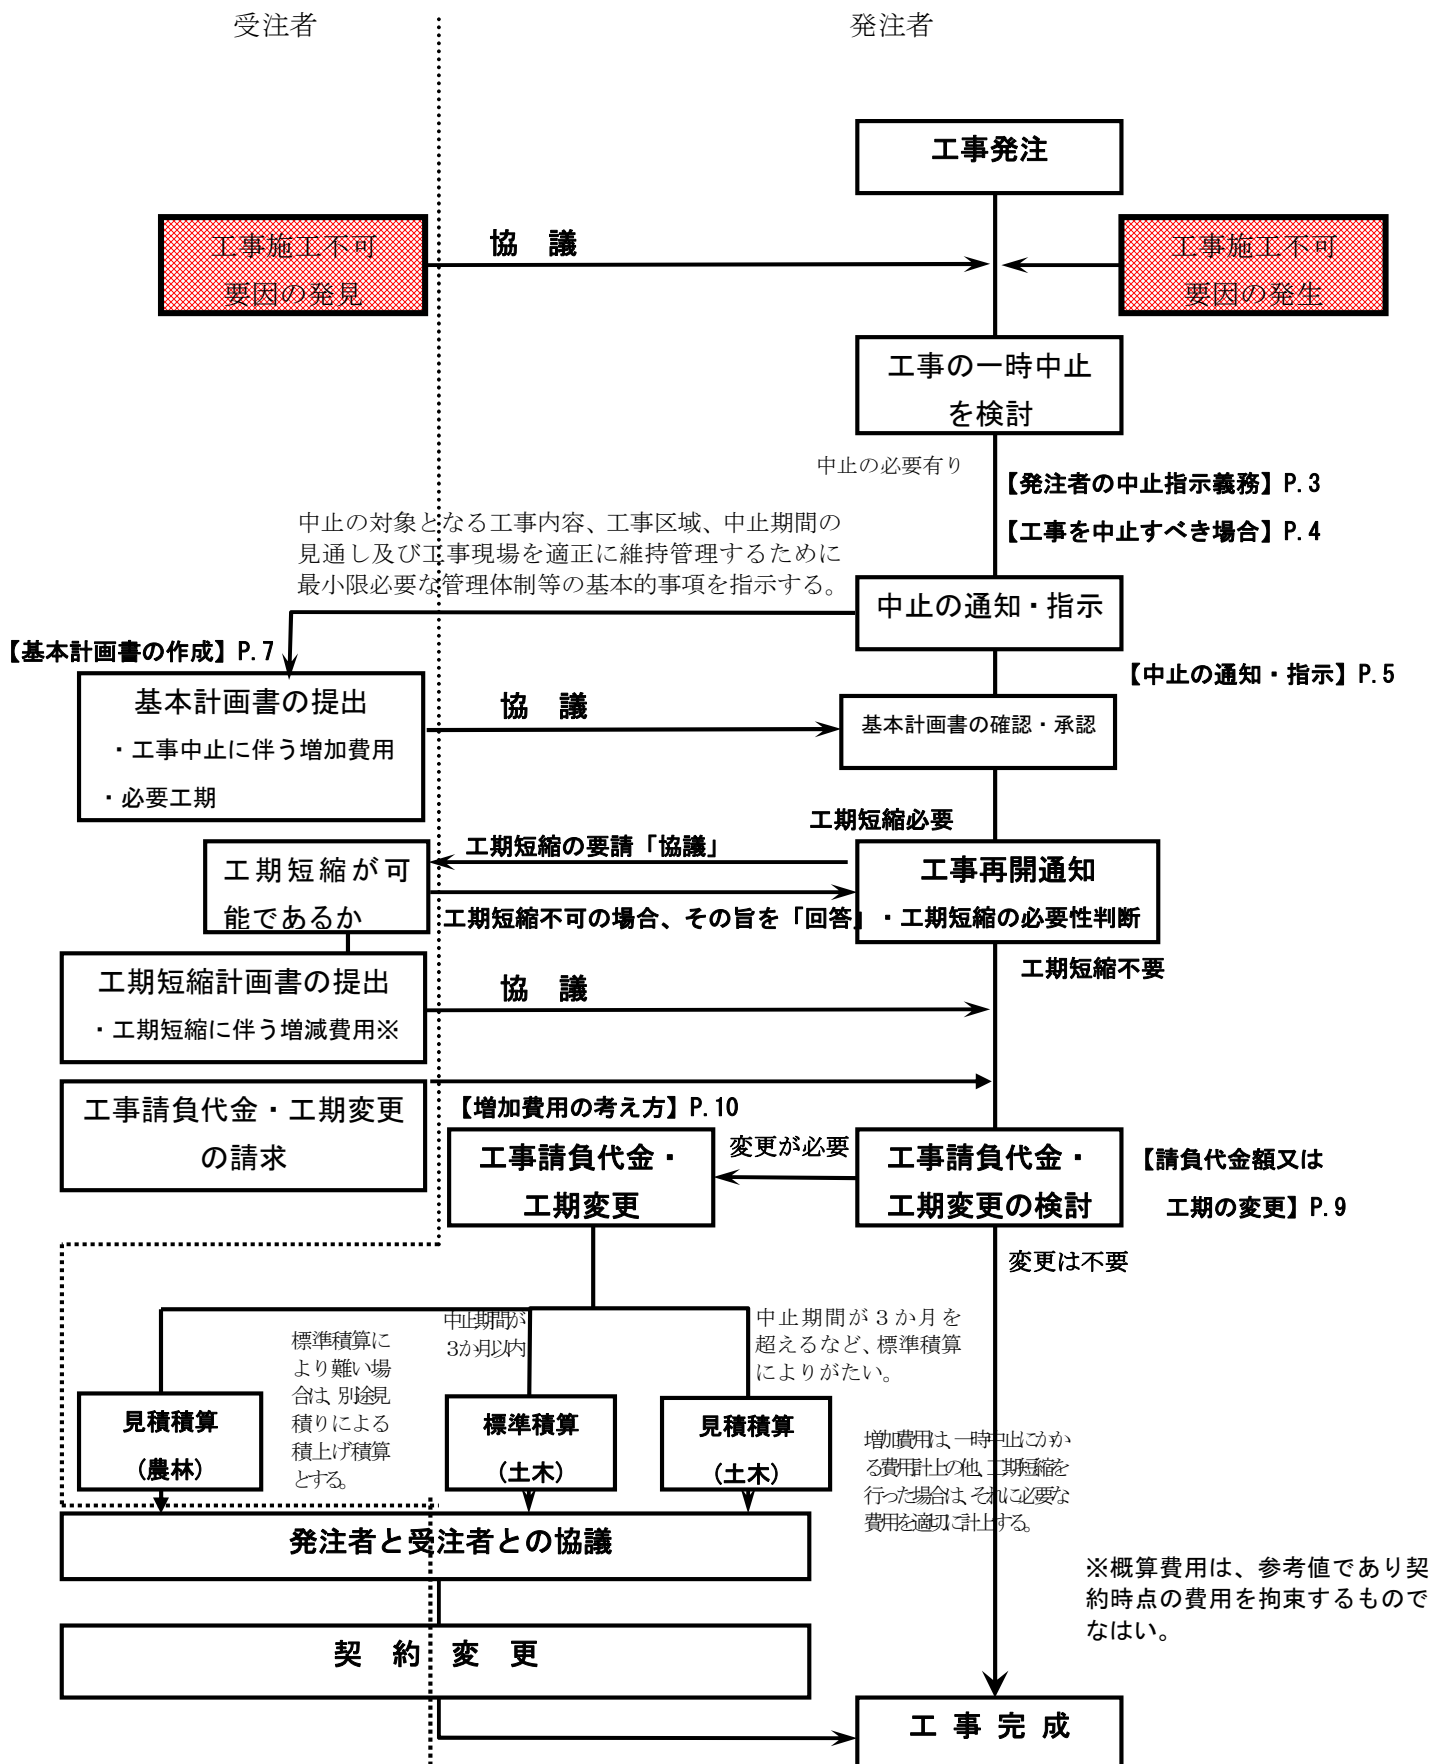 受注者
発注者
工事発注
工事施工不可
要因の発見
協　議
工事施工不可
要因の発生
工事の一時中止
を検討
中止の必要有り
【発注者の中止指示義務】P.3
【工事を中止すべき場合】P.4
中止の対象となる工事内容、工事区域、中止期間の
見通し及び工事現場を適正に維持管理するために
最小限必要な管理体制等の基本的事項を指示する。
中止の通知・指示
【基本計画書の作成】P.7
【中止の通知・指示】P.5
基本計画書の提出
・工事中止に伴う増加費用
・必要工期
協　議
基本計画書の確認・承認
工期短縮必要
工期短縮の要請「協議」
工期短縮が可
能であるか
工事再開通知
工期短縮不可の場合、その旨を「回答」
・工期短縮の必要性判断
工期短縮不要
工期短縮計画書の提出
・工期短縮に伴う増減費用※
協　議
工事請負代金・工期変更
の請求
【増加費用の考え方】P.10
工事請負代金・
工期変更
変更が必要
工事請負代金・
工期変更の検討
【請負代金額又は
工期の変更】P.9
変更は不要
標準積算に
より難い場
合は、別途見
積りによる
積上げ積算
とする。
中止期間が
3か月以内
中止期間が３か月を
超えるなど、標準積算
によりがたい。
見積積算
（農林）
標準積算
（土木）
見積積算
（土木）
増加費用は、一時中止にかか
る費用計上の他、工期短縮を
行った場合は、それに必要な
費用を適切に計上する。
発注者と受注者との協議
※概算費用は、参考値であり契
約時点の費用を拘束するもので
なはい。
契　約　変　更
工 事 完 成